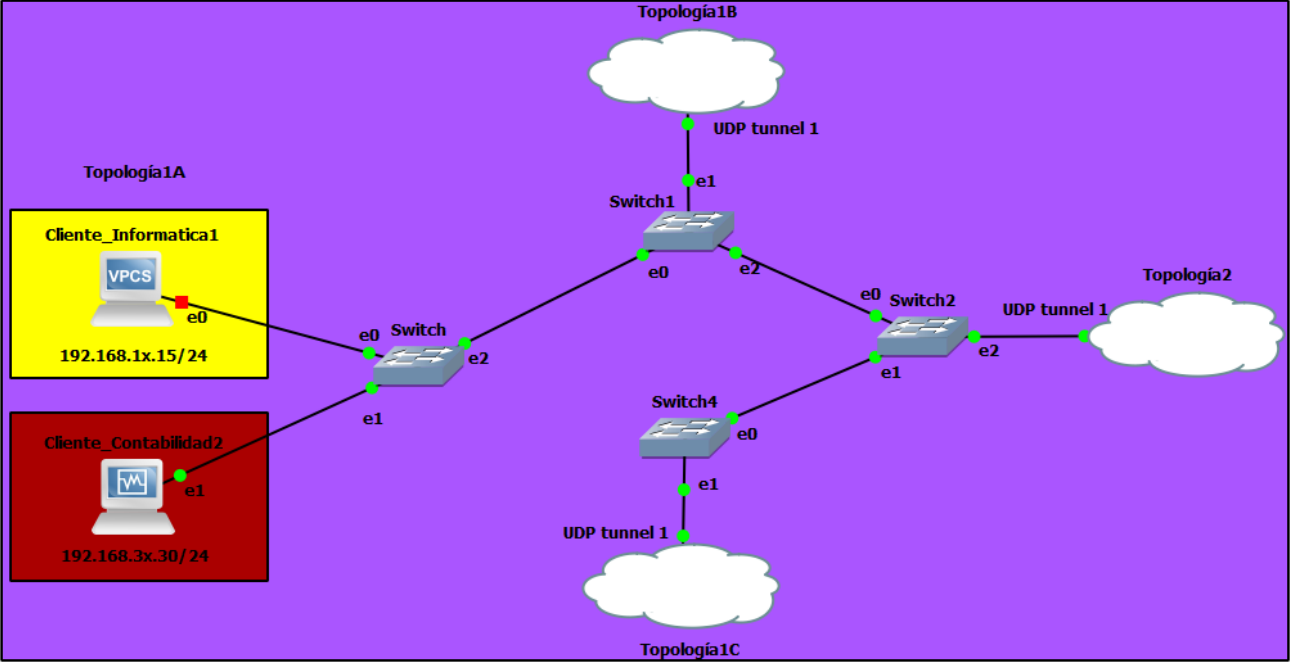 Topología1B
UDP tunnel 1
e1
Switch1
e0
e2
Topología1A
Cliente_Informatica1
VPCS
e0
192.168.1x.15/24
Cliente_Contabilidad2
e1
192.168.3x.30/24
Switch
e0
e2
e1
Switch2
e0
e1
e2
Topología2
UDP tunnel 1
Switch4
e0
e1
UDP tunnel 1
Topología1C